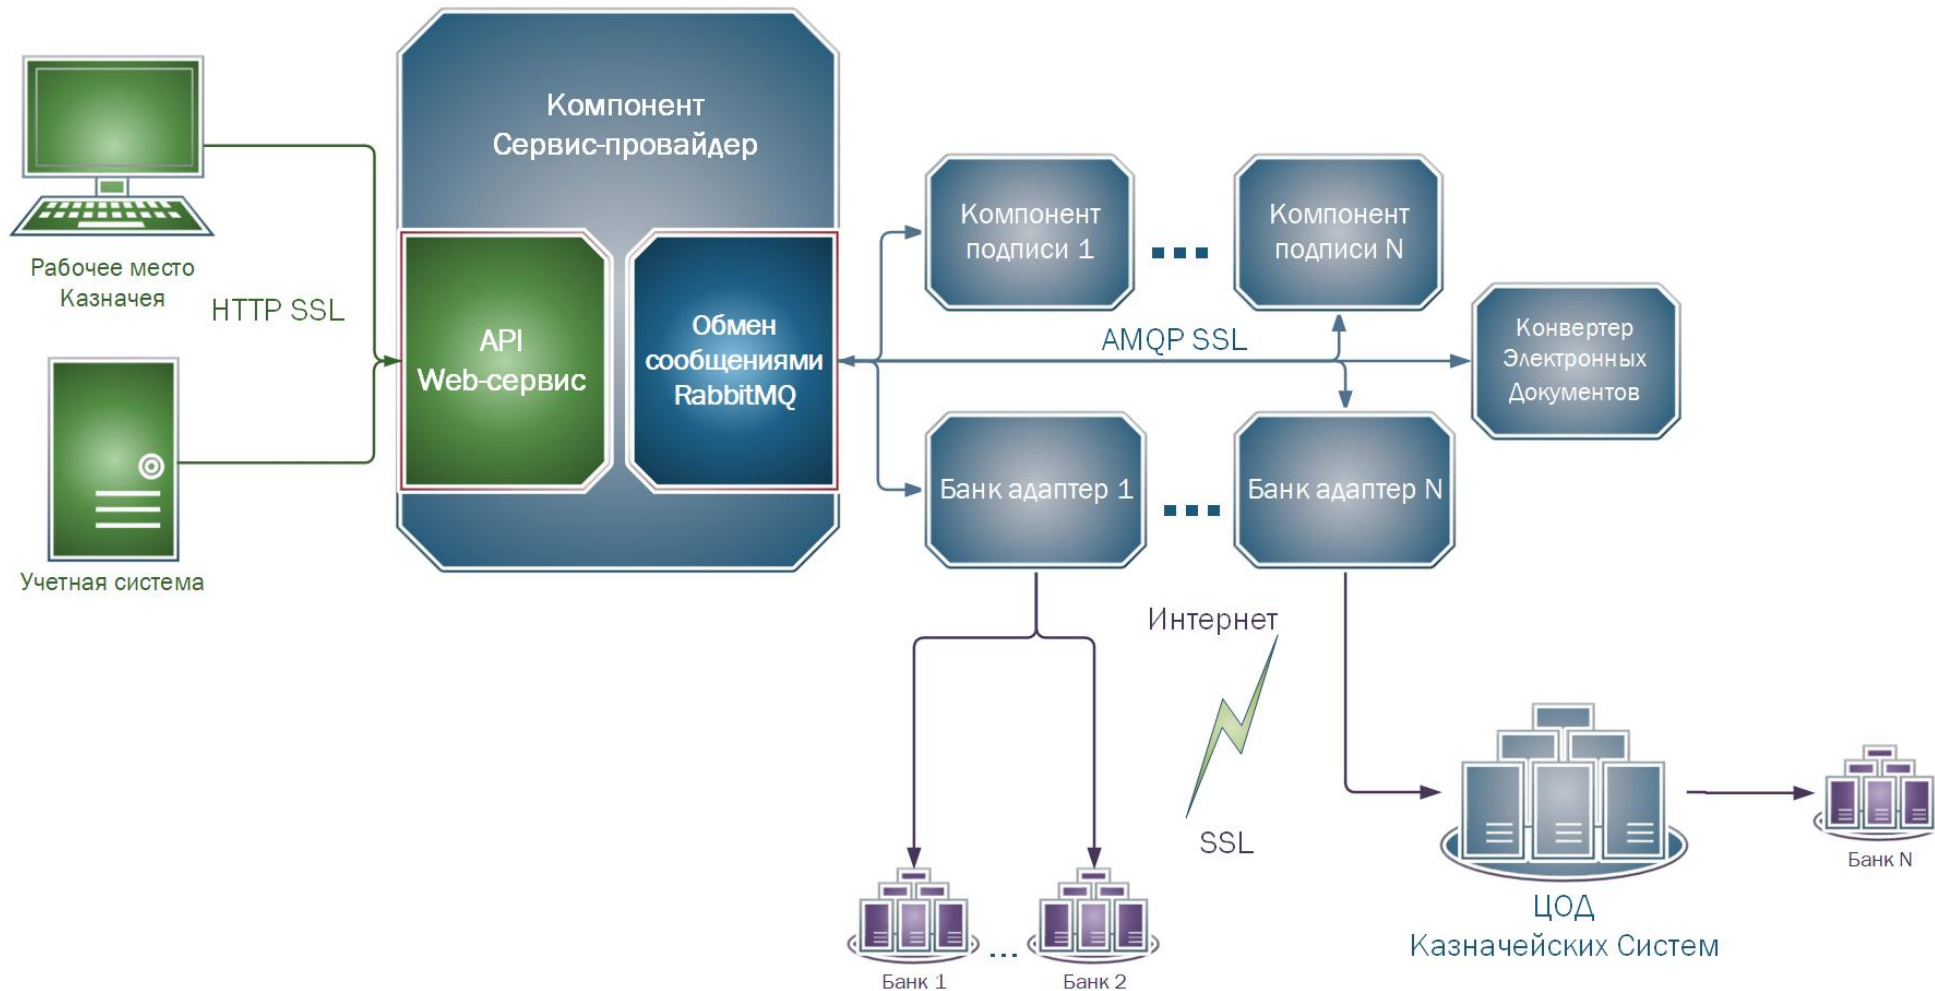 Компонент
Сервис-провайдер
Рабочее место
Казначея
HTTP SSL
API
Web-сервис
Обмен
сообщениями
RabbitMQ
Компонент
подписи 1
...
Компонент
подписи N
AMQP SSL
Конвертер
Электронных
Документов
Учетная система
Банк адаптер 1
...
Банк адаптер N
Интернет
SSL
Банк 1
...
Банк 2
ЦОД
Казначейских Систем
Банк N